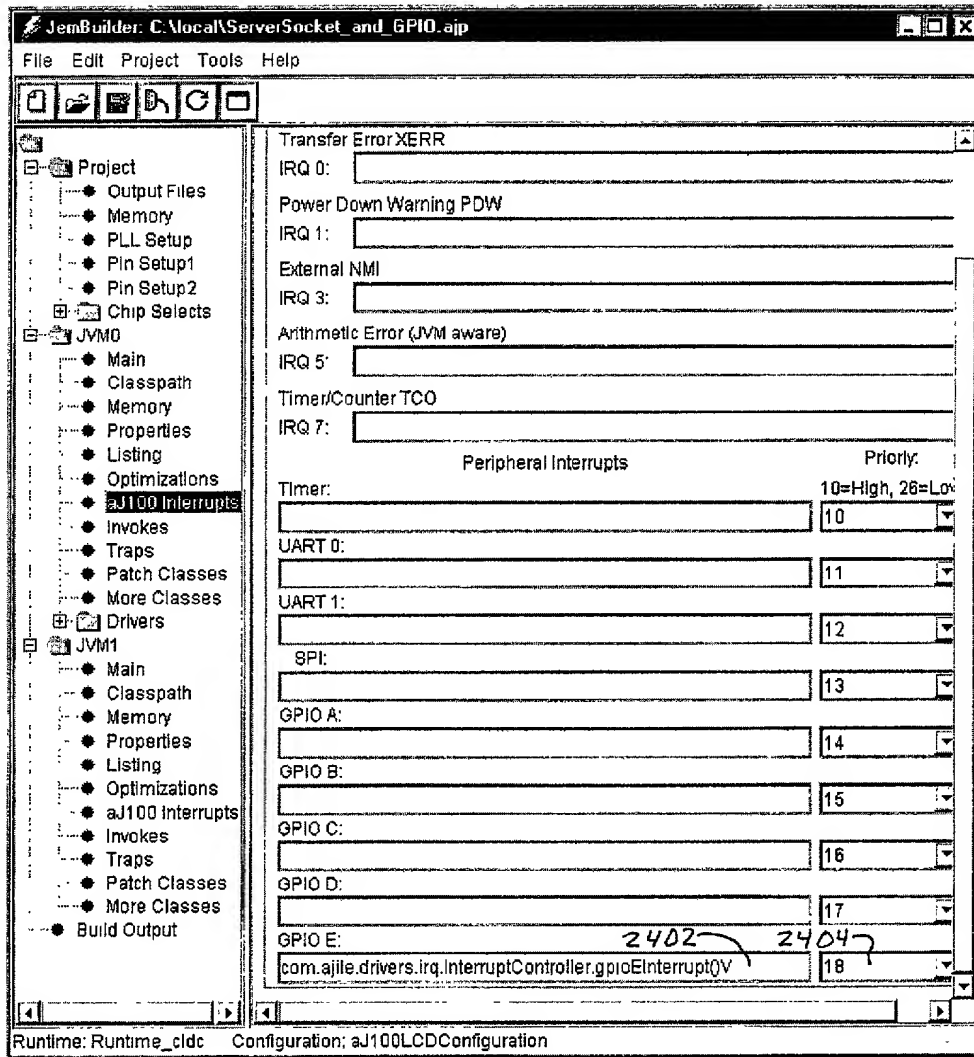 JemBuilder: C:\local\ServerSocket_and_GPIO.ajp
File Edit Project Tools Help
Project
Output Files
Memory
PLL Setup
Pin Setup1
Pin Setup2
Chip Selects
JVM0
Main
Classpath
Memory
Properties
Listing
Optimizations
aJ100 Interrupts
Invokes
Traps
Patch Classes
More Classes
Drivers
JVM1
Main
Classpath
Memory
Properties
Listing
Optimizations
aJ100 Interrupts
Invokes
Traps
Patch Classes
More Classes
Build Output
Transfer Error XERR
IRQ 0:
Power Down Warning PDW
IRQ 1:
External NMI
IRQ 3:
Arithmetic Error (JVM aware)
IRQ 5:
Timer/Counter TCO
IRQ 7:
Peripheral Interrupts Priority:
Timer: 10=High, 26=Lov
10
UART 0:
11
UART 1:
12
SPI:
13
GPIO A:
14
GPIO B:
15
GPIO C:
16
GPIO D:
17
GPIO E: 2402 2404
com.ajile.drivers.irq.InterruptController.gpioEInterrupt()V 18
Runtime: Runtime_cldc Configuration: aJ100LCDConfiguration